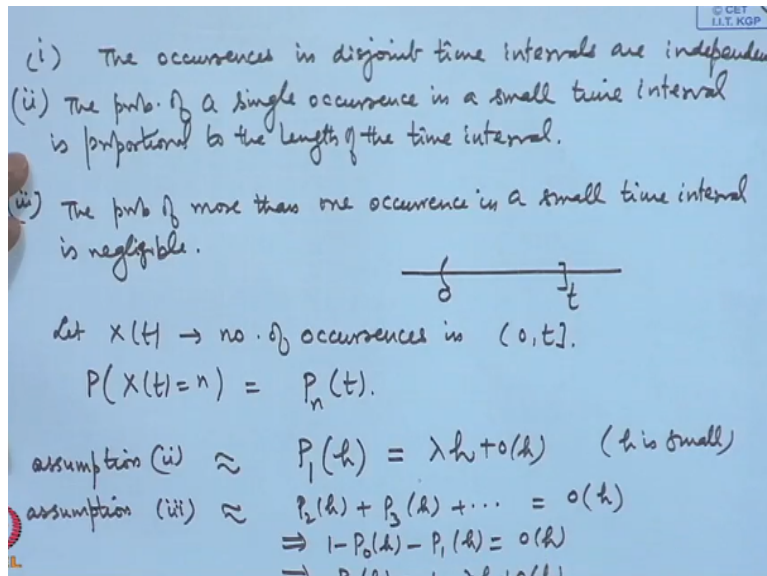 © CET
I.I.T. KGP
(i) The occurrences in disjoint time intervals are independen
(ii) The prob. of a single occurrence in a small time interval
is proportional to the length of the time interval.
(iii) The prob of more than one occurrence in a small time interval
is negligible.
0 t
Let X(t) → no. of occurrences in (0,t].
P(X(t)=n) = Pₙ(t).
assumption (ii) ≈ P₁(h) = λh + o(h) (h is small)
assumption (iii) ≈ P₂(h) + P₃(h) + ⋯ = o(h)
⇒ 1-P₀(h) - P₁(h) = o(h)